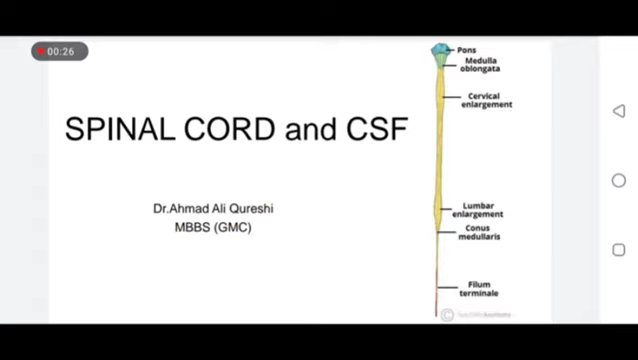 00:26
SPINAL CORD and CSF
Dr.Ahmad Ali Qureshi
MBBS (GMC)
Pons
Medulla
oblongata
Cervical
enlargement
Lumbar
enlargement
Conus
medullaris
Filum
terminale